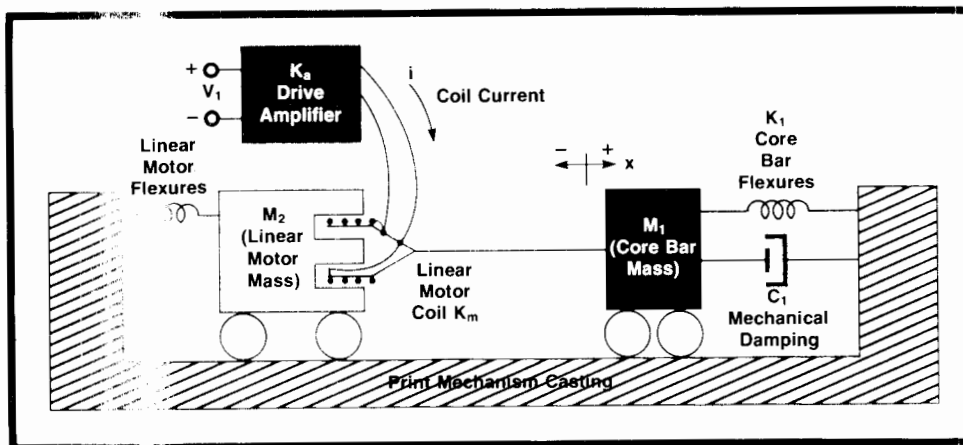 +
V₁
−
Kₐ
Drive
Amplifier
i
Coil Current
Linear
Motor
Flexures
− +
x
K₁
Core
Bar
Flexures
M₂
(Linear
Motor
Mass)
M₁
(Core Bar
Mass)
Linear
Motor
Coil Kₘ
C₁
Mechanical
Damping
Print Mechanism Casting